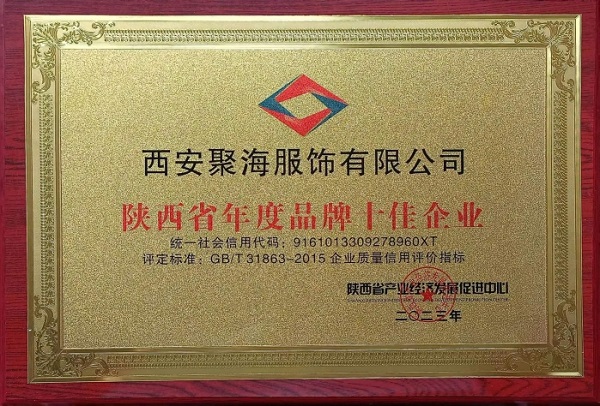 西安聚海服饰有限公司
陕西省年度品牌十佳企业
统一社会信用代码：9161013309278960XT
评定标准：GB/T 31863-2015 企业质量信用评价指标
陕西省产业经济发展促进中心
二〇二三年